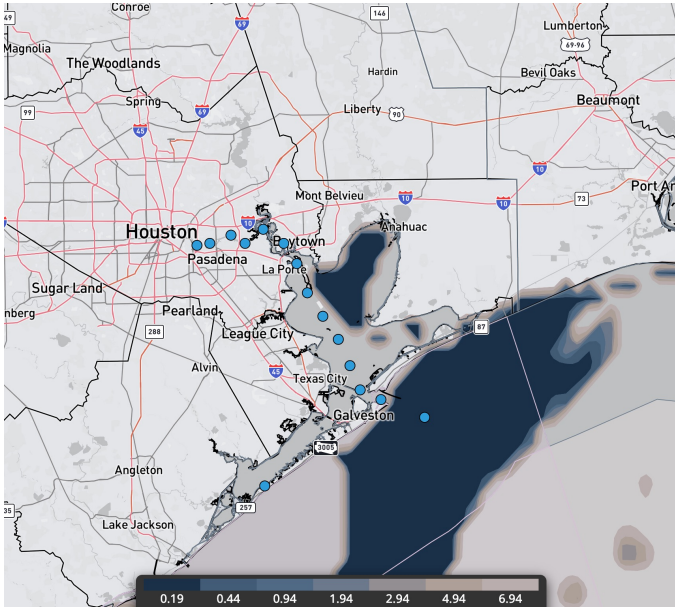 Conroe
146
Lumberton
49
69
69-96
Magnolia
The Woodlands
Hardin
Bevil Oaks
Spring
Beaumont
99
69
Liberty
90
45
10
Mont Belvieu
10
10
73
Port Ar
10
Anahuac
Houston
Baytown
Pasadena
La Porte
Sugar Land
nberg
Pearland
288
League City
87
Alvin
45
Texas City
Galveston
3005
Angleton
257
35
Lake Jackson
0.19
0.44
0.94
1.94
2.94
4.94
6.94